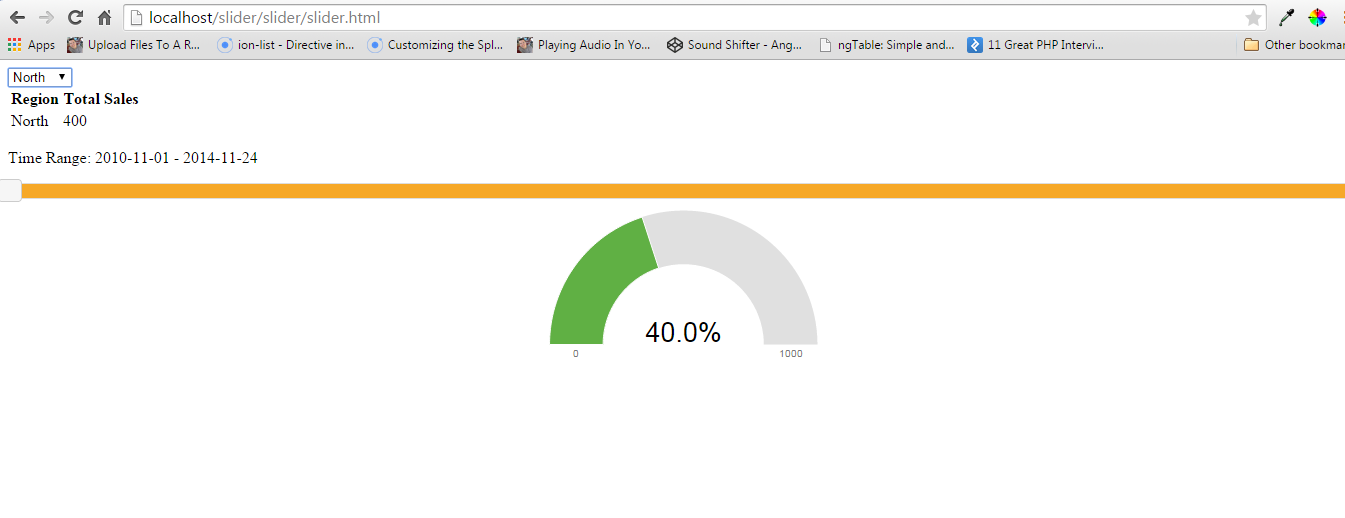 localhost/slider/slider/slider.html
Apps Upload Files To A R... ion-list - Directive in... Customizing the Spl... Playing Audio In Yo... Sound Shifter - Ang... ngTable: Simple and... 11 Great PHP Intervi... Other bookmar
North
Region Total Sales
North 400
Time Range: 2010-11-01 - 2014-11-24
40.0%
0 1000